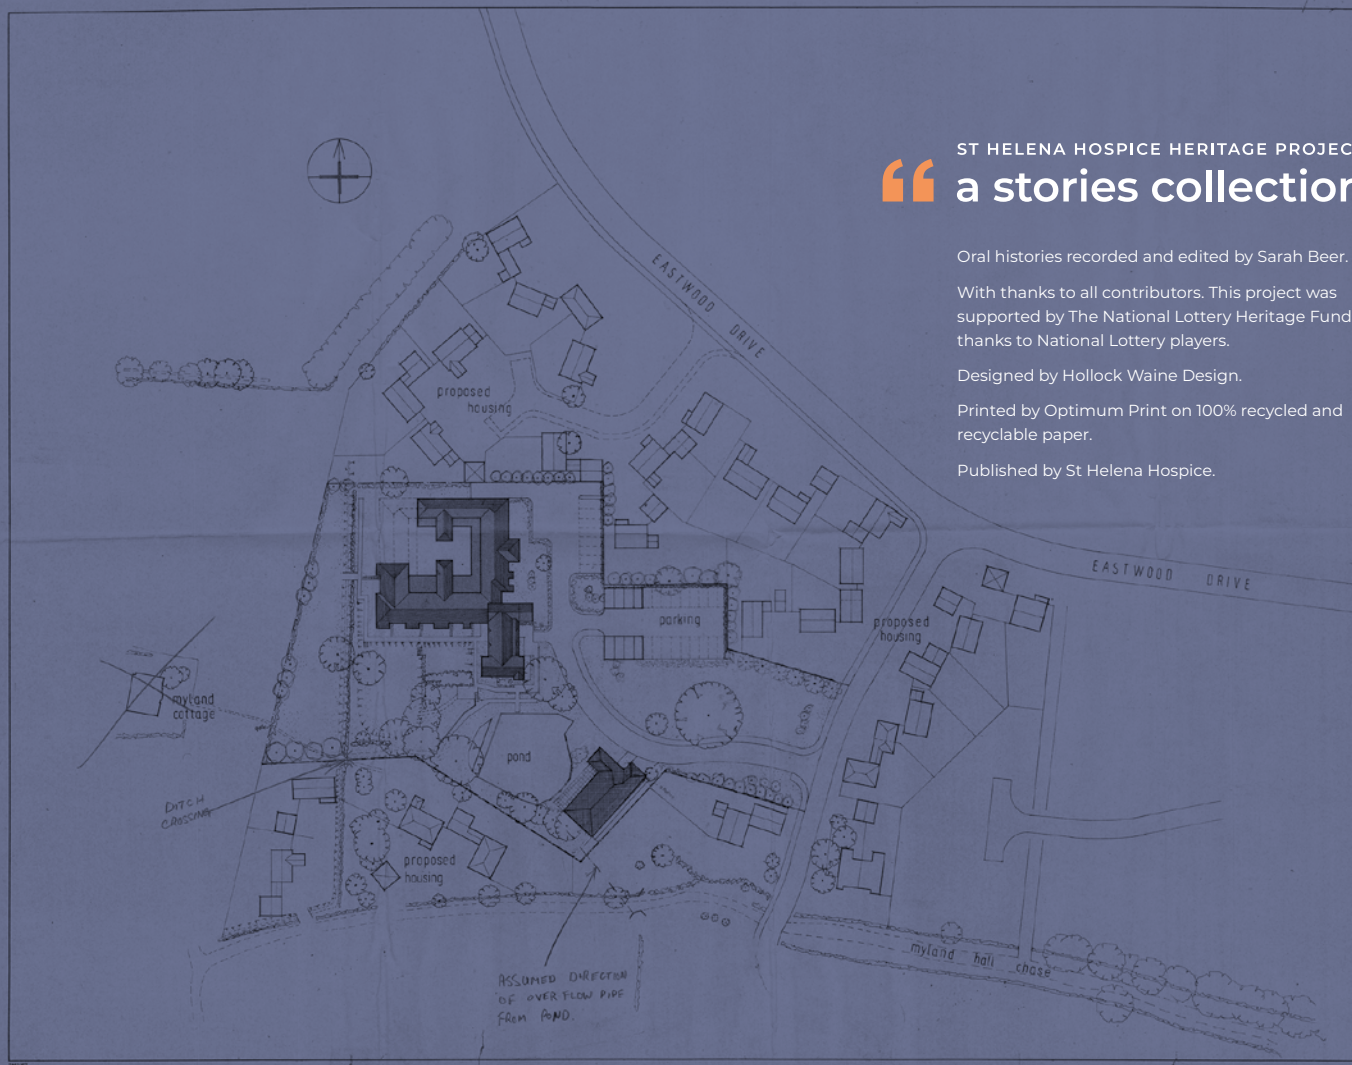 ST HELENA HOSPICE HERITAGE PROJEC
a stories collection
Oral histories recorded and edited by Sarah Beer.
With thanks to all contributors. This project was
supported by The National Lottery Heritage Fund
thanks to National Lottery players.
Designed by Hollock Waine Design.
Printed by Optimum Print on 100% recycled and
recyclable paper.
Published by St Helena Hospice.
EASTWOOD DRIVE
proposed
housing
EASTWOOD DRIVE
parking
proposed
housing
myland
cottage
pond
DITCH
CROSSING
proposed
housing
myland hall chase
ASSUMED DIRECTION
OF OVERFLOW PIPE
FROM POND.